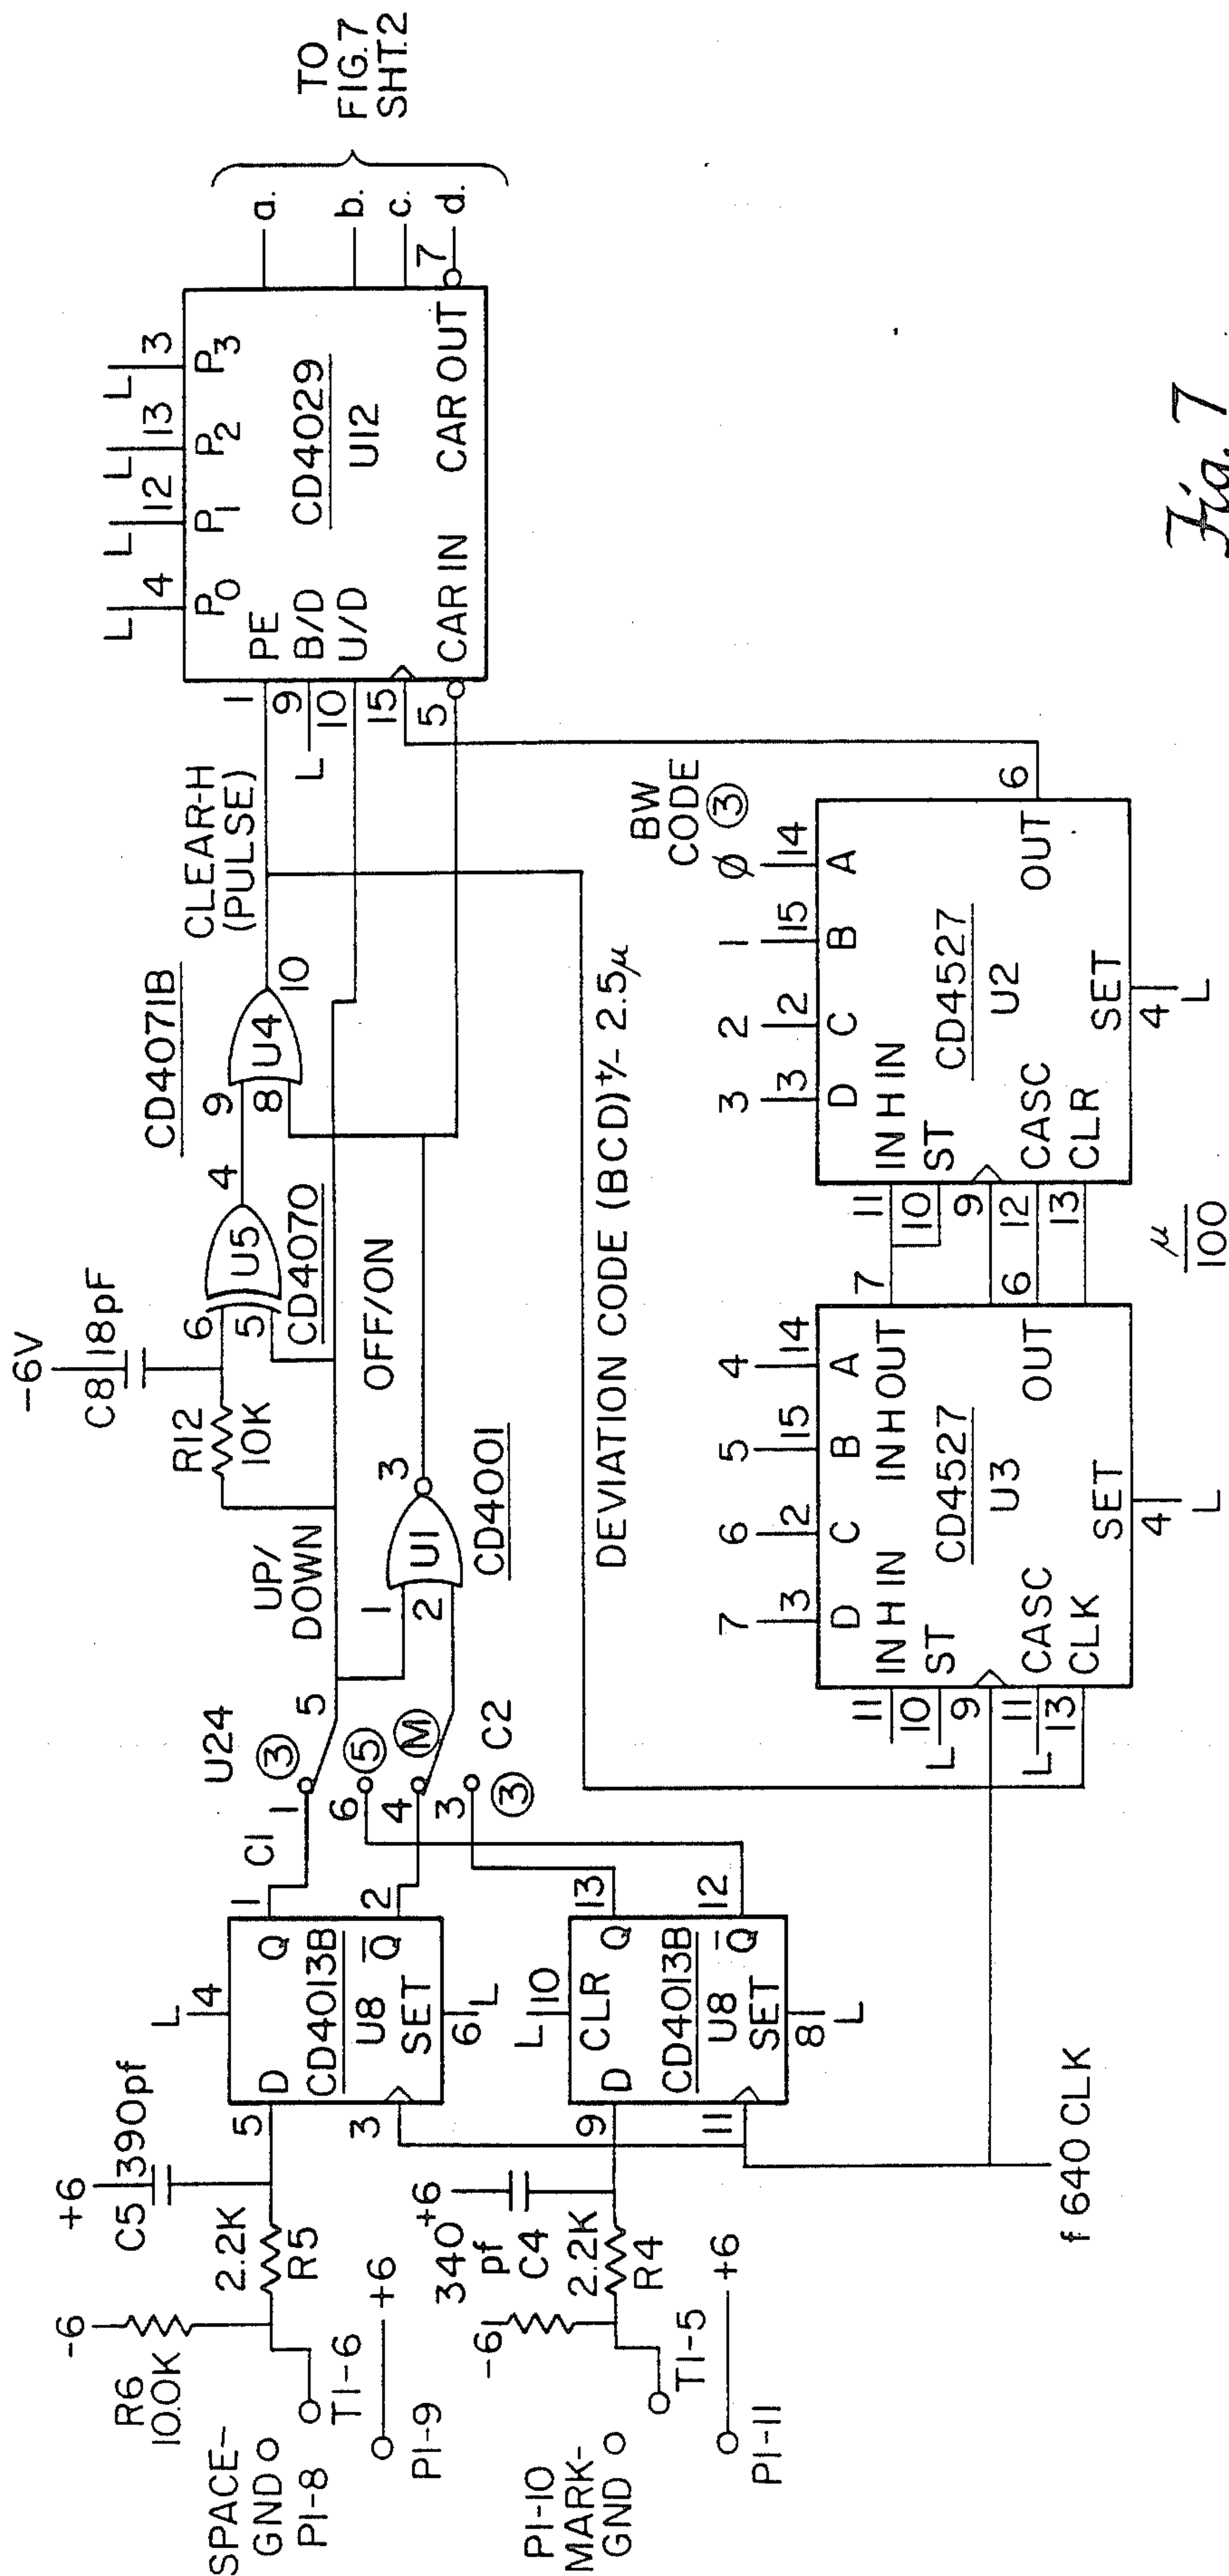 SPACE-
GND
P1-8
R6
10.0K
-6
T1-6
P1-9
+6
2.2K
R5
+6
C5
390pf
P1-10
MARK-
GND
-6
T1-5
P1-11
+6
2.2K
R4
340
pf
+6
C4
f 640 CLK
L
4
5
D
Q
1
CD4013B
U8
3
Q
2
SET
6
L
L
10
CLR
9
D
Q
13
CD4013B
U8
11
Q
12
SET
8
L
C1
U24
1
③
5
6
⑤
4
Ⓜ
3
③
C2
UP/
DOWN
R12
10K
-6V
C8
18pF
6
5
U5
4
CD4070
1
2
U1
3
CD4001
OFF/ON
9
8
U4
10
CD4071B
CLEAR-H
(PULSE)
L
L
L
L
4
12
13
3
P0
P1
P2
P3
1
PE
L
9
B/D
10
U/D
15
5
CAR IN
CD4029
U12
CAR OUT
7
a.
b.
c.
d.
TO
FIG.7
SHT.2
DEVIATION CODE (BCD)+/- 2.5μ
7
6
5
4
3
2
15
14
D
C
B
A
11
INH IN
INH OUT
7
L
10
ST
9
CD4527
U3
L
11
CASC
OUT
6
13
CLK
SET
4
L
BW
CODE
3
2
1
Ø
③
3
2
15
14
D
C
B
A
11
INH IN
10
ST
9
CD4527
U2
12
CASC
OUT
6
13
CLR
SET
4
L
μ
100
Fig. 7